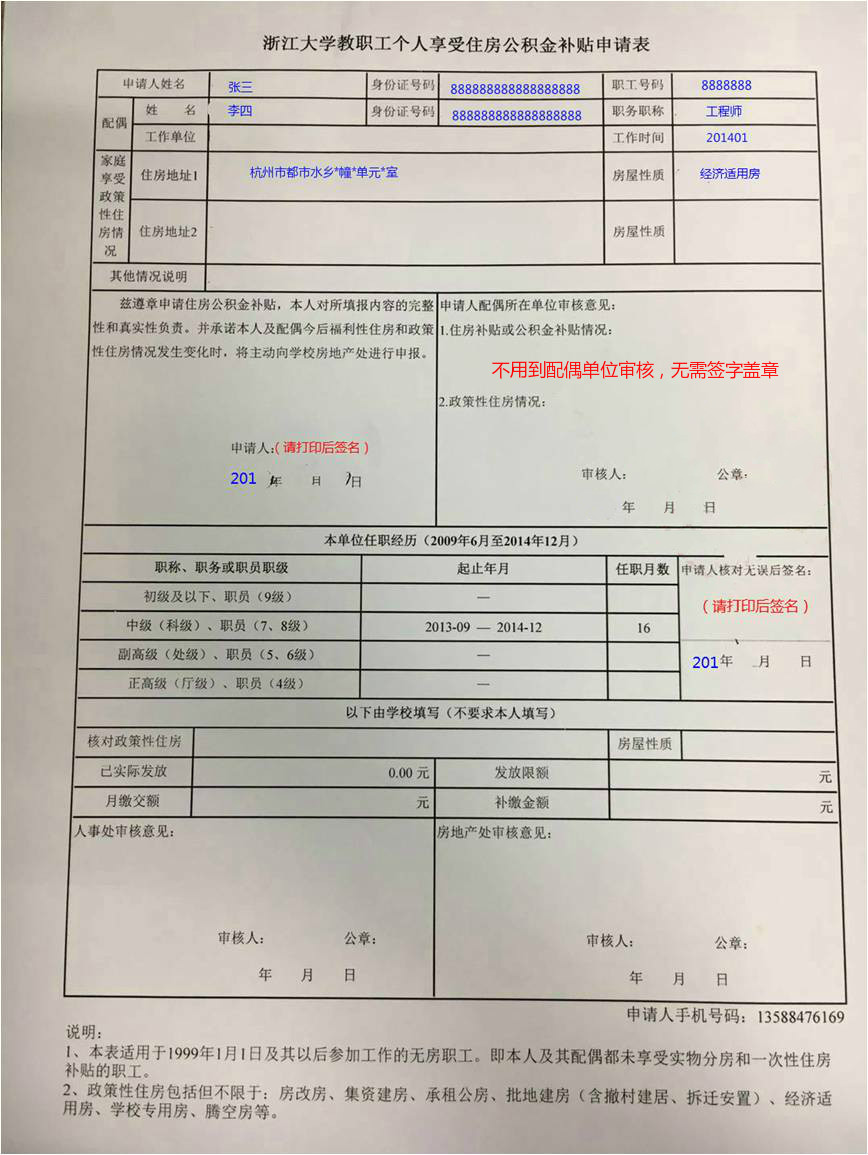 浙江大学教职工个人享受住房公积金补贴申请表
申请人姓名 张三 身份证号码 888888888888888888 职工号码 8888888
配偶 姓 名 李四 身份证号码 888888888888888888 职务职称 工程师
工作单位 工作时间 201401
家庭享受政策性住房情况 住房地址1 杭州市都市水乡*幢*单元*室 房屋性质 经济适用房
住房地址2 房屋性质
其他情况说明
兹遵章申请住房公积金补贴，本人对所填报内容的完整
性和真实性负责。并承诺本人及配偶今后福利性住房和政策
性住房情况发生变化时，将主动向学校房地产处进行申报。
申请人:（请打印后签名）
201 年 月 日
申请人配偶所在单位审核意见：
1.住房补贴或公积金补贴情况：
不用到配偶单位审核，无需签字盖章
2.政策性住房情况：
审核人： 公章：
年 月 日
本单位任职经历（2009年6月至2014年12月）
职称、职务或职员职级 起止年月 任职月数 申请人核对无误后签名：
初级及以下、职员（9级） —
中级（科级）、职员（7、8级） 2013-09 — 2014-12 16
副高级（处级）、职员（5、6级） —
正高级（厅级）、职员（4级） —
（请打印后签名）
201年 月 日
以下由学校填写（不要求本人填写）
核对政策性住房 房屋性质
已实际发放 0.00 元 发放限额 元
月缴交额 元 补缴金额 元
人事处审核意见： 房地产处审核意见：
审核人： 公章： 审核人： 公章：
年 月 日 年 月 日
申请人手机号码：13588476169
说明：
1、本表适用于1999年1月1日及其以后参加工作的无房职工。即本人及其配偶都未享受实物分房和一次性住房
补贴的职工。
2、政策性住房包括但不限于：房改房、集资建房、承租公房、批地建房（含撤村建居、拆迁安置）、经济适
用房、学校专用房、腾空房等。